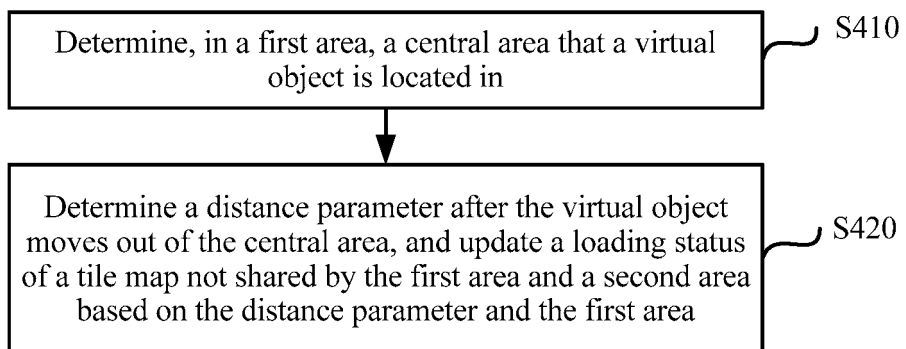 Determine, in a first area, a central area that a virtual
object is located in
S410
Determine a distance parameter after the virtual object
moves out of the central area, and update a loading status
of a tile map not shared by the first area and a second area
based on the distance parameter and the first area
S420